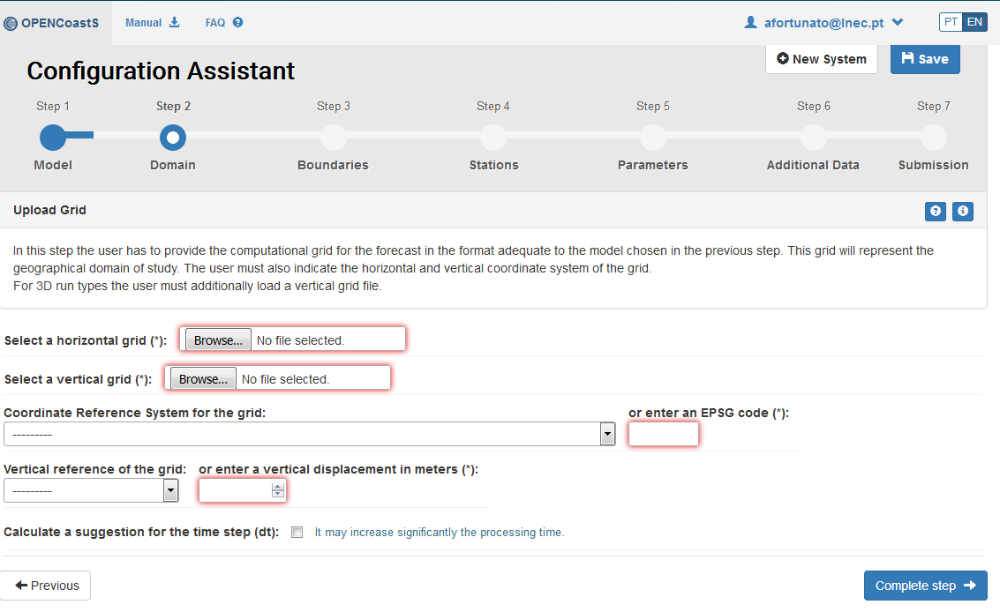 OPENCoastS Manual FAQ afortunato@lnec.pt PT EN
Configuration Assistant
New System Save
Step 1 Step 2 Step 3 Step 4 Step 5 Step 6 Step 7
Model Domain Boundaries Stations Parameters Additional Data Submission
Upload Grid
In this step the user has to provide the computational grid for the forecast in the format adequate to the model chosen in the previous step. This grid will represent the
geographical domain of study. The user must also indicate the horizontal and vertical coordinate system of the grid.
For 3D run types the user must additionally load a vertical grid file.
Select a horizontal grid (*): Browse... No file selected.
Select a vertical grid (*): Browse... No file selected.
Coordinate Reference System for the grid: or enter an EPSG code (*):
---------
Vertical reference of the grid: or enter a vertical displacement in meters (*):
---------
Calculate a suggestion for the time step (dt): It may increase significantly the processing time.
Previous Complete step